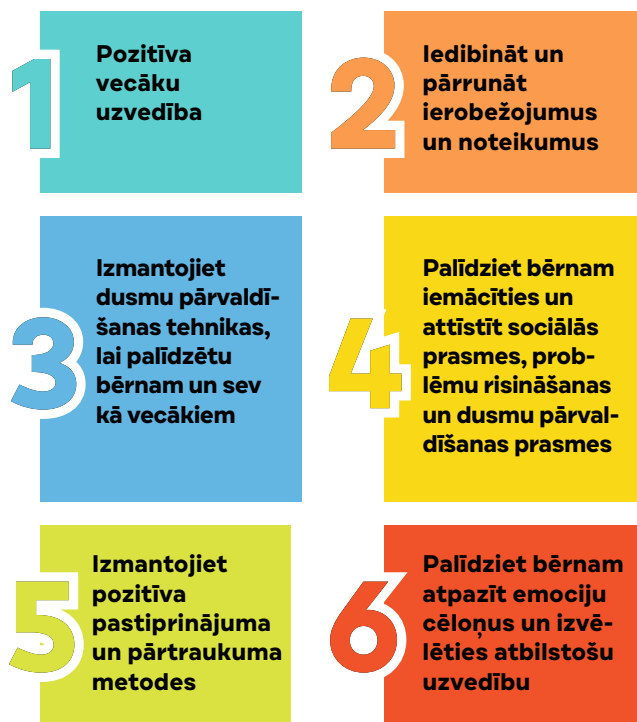 1
Pozitīva
vecāku
uzvedība
2
Iedibināt un
pārrunāt
ierobežojumus
un noteikumus
3
Izmantojiet
dusmu pārvaldī-
šanas tehnikas,
lai palīdzētu
bērnam un sev
kā vecākiem
4
Palīdziet bērnam
iemācīties un
attīstīt sociālās
prasmes, prob-
lēmu risināšanas
un dusmu pārval-
dīšanas prasmes
5
Izmantojiet
pozitīva
pastiprinājuma
un pārtraukuma
metodes
6
Palīdziet bērnam
atpazīt emociju
cēloņus un izvē-
lēties atbilstošu
uzvedību